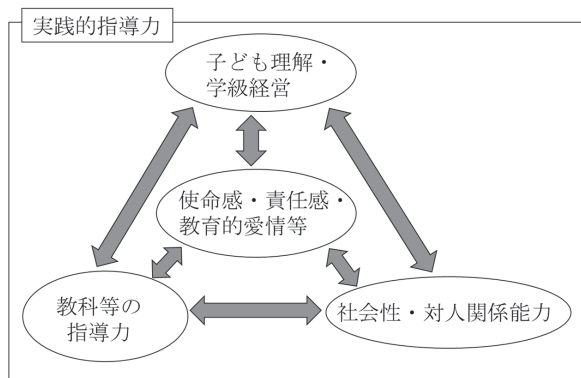 実践的指導力
子ども理解・
学級経営
使命感・責任感・
教育的愛情等
教科等の
指導力
社会性・対人関係能力